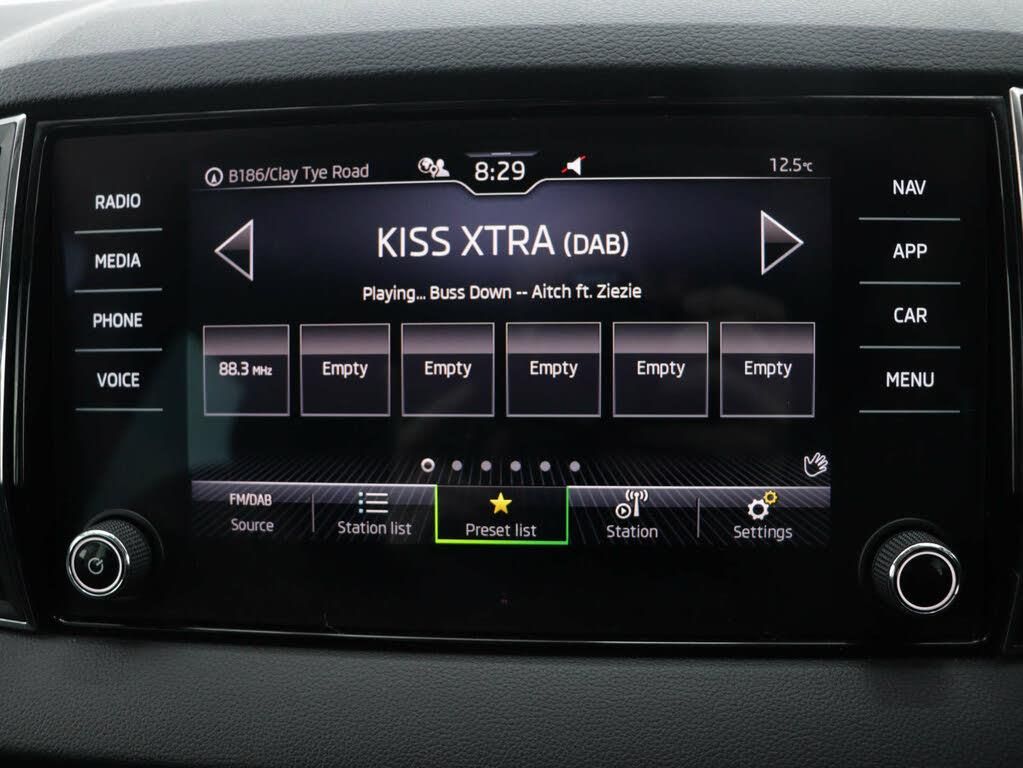 B186/Clay Tye Road
8:29
12.5°C
RADIO
MEDIA
PHONE
VOICE
KISS XTRA (DAB)
Playing... Buss Down -- Aitch ft. Ziezie
88.3 MHz
Empty
Empty
Empty
Empty
Empty
NAV
APP
CAR
MENU
FM/DAB
Source
Station list
Preset list
Station
Settings